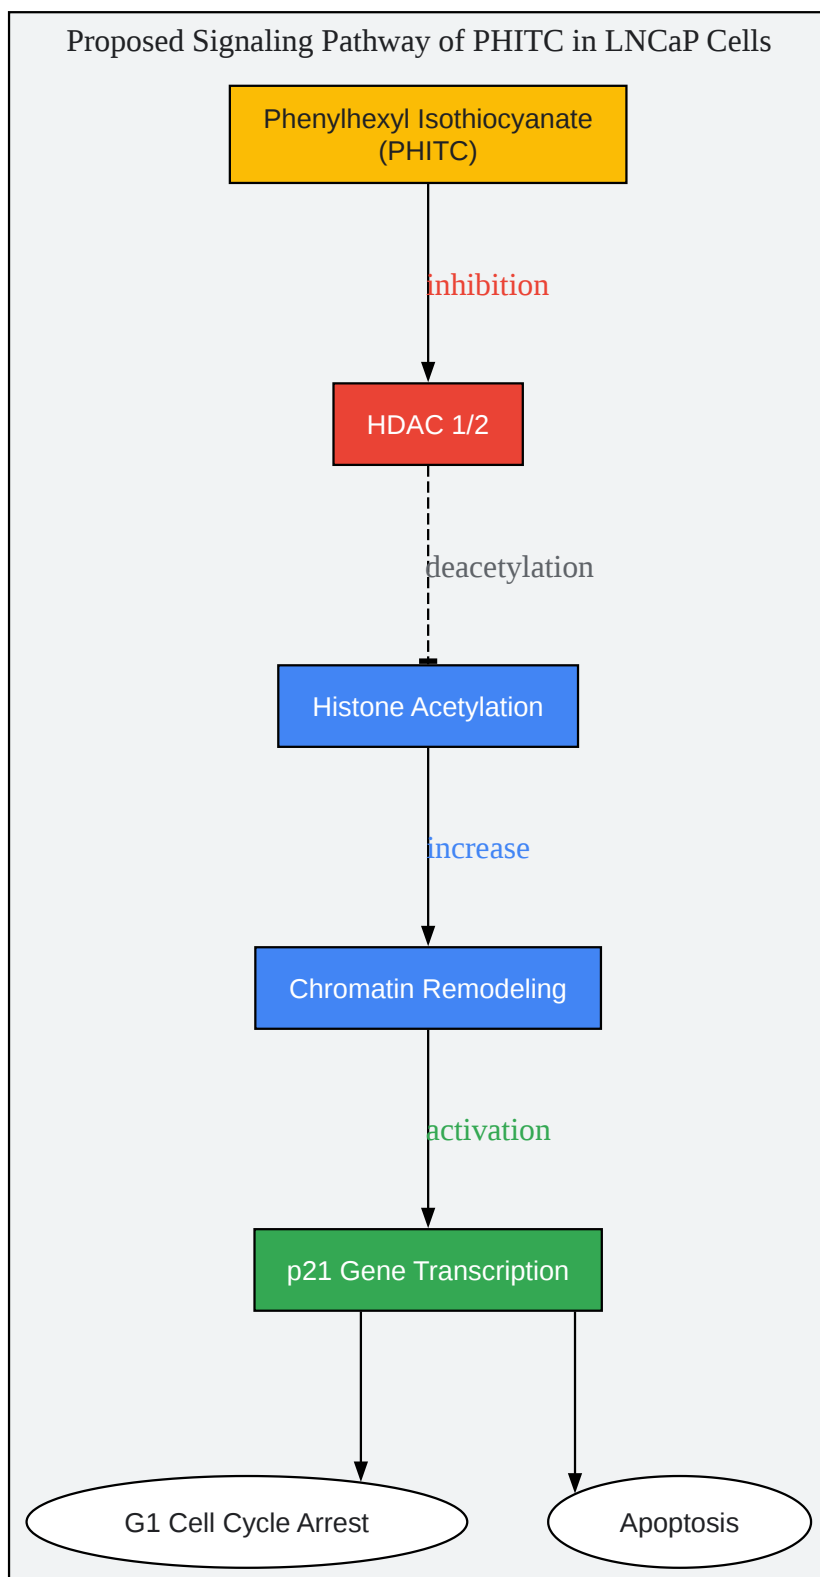 Proposed Signaling Pathway of PHITC in LNCaP Cells
Phenylhexyl Isothiocyanate
(PHITC)
inhibition
HDAC 1/2
deacetylation
Histone Acetylation
increase
Chromatin Remodeling
activation
p21 Gene Transcription
G1 Cell Cycle Arrest
Apoptosis